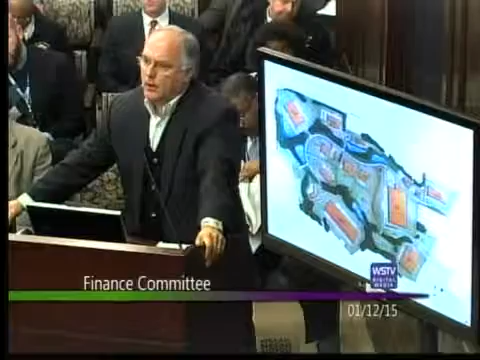 Finance Committee
WSTV
DIGITAL
MEDIA
01/12/15